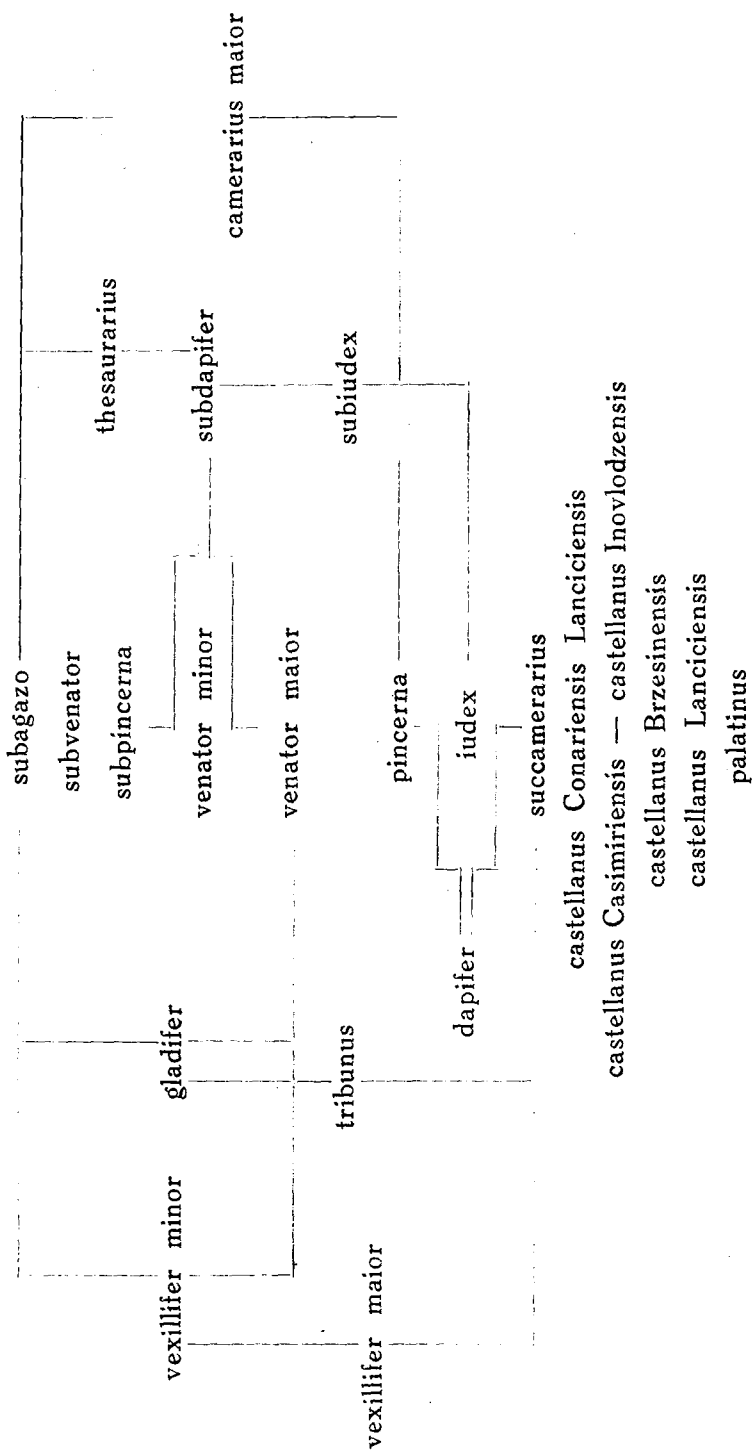 subagazo
subvenator
thesaurarius
subpincerna
vexillifer minor
gladifer
venator minor
subdapifer
camerarius maior
venator maior
tribunus
subiudex
vexillifer maior
pincerna
dapifer
iudex
succamerarius
castellanus Conariensis Lanciciensis
castellanus Casimiriensis — castellanus Inovlodzensis
castellanus Brzesinensis
castellanus Lanciciensis
palatinus